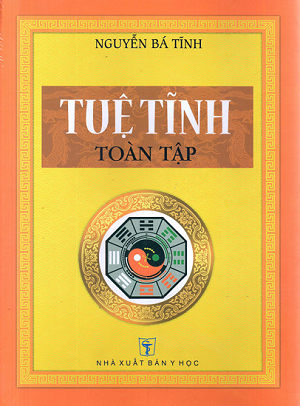 NGUYỄN BÁ TĨNH
TUỆ TĨNH
TOÀN TẬP
NHÀ XUẤT BẢN Y HỌC